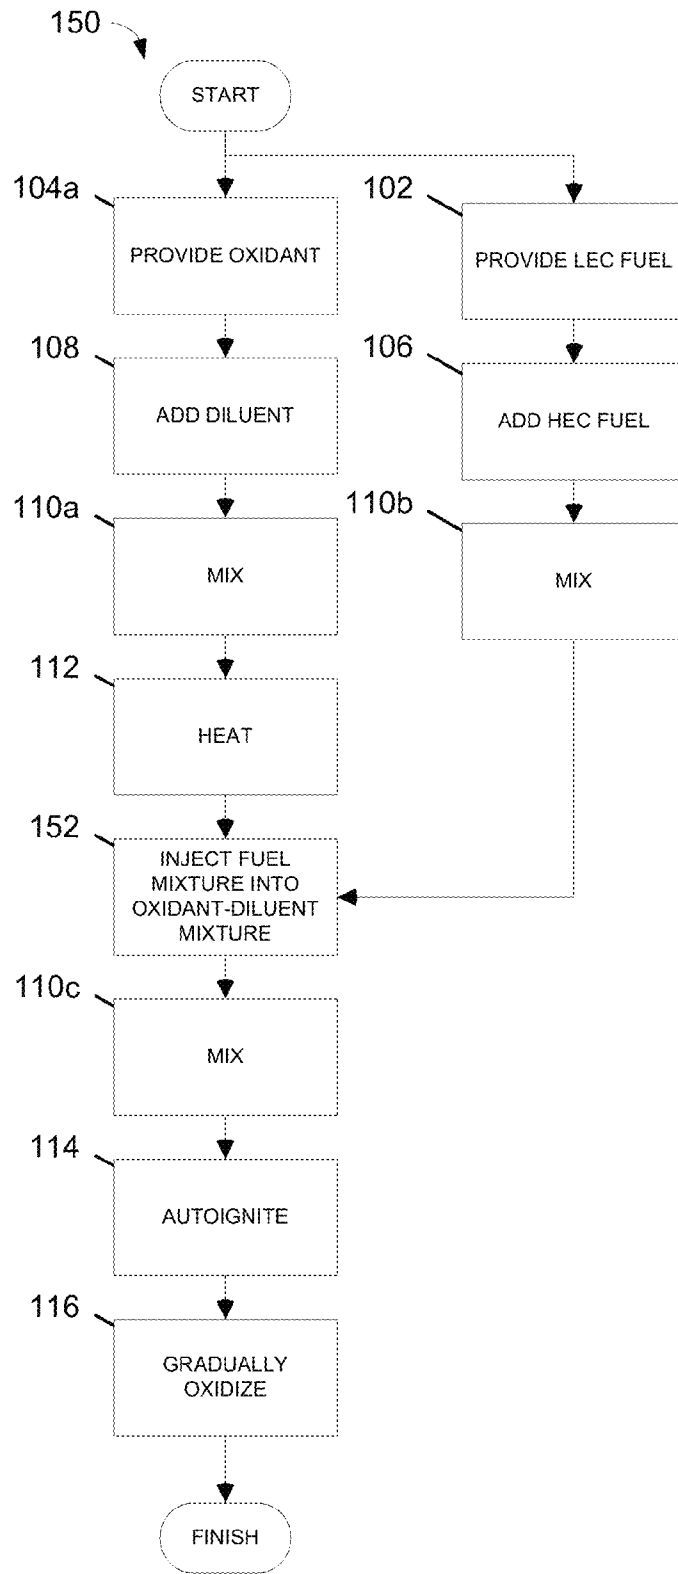 150
START
104a
PROVIDE OXIDANT
102
PROVIDE LEC FUEL
108
ADD DILUENT
106
ADD HEC FUEL
110a
MIX
110b
MIX
112
HEAT
152
INJECT FUEL
MIXTURE INTO
OXIDANT-DILUENT
MIXTURE
110c
MIX
114
AUTOIGNITE
116
GRADUALLY
OXIDIZE
FINISH